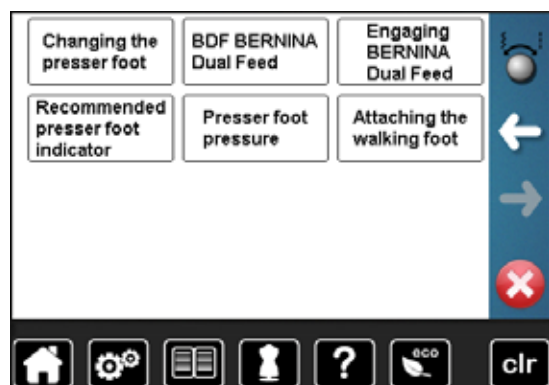 Changing the
presser foot
BDF BERNINA
Dual Feed
Engaging
BERNINA
Dual Feed
Recommended
presser foot
indicator
Presser foot
pressure
Attaching the
walking foot
?
eco
clr